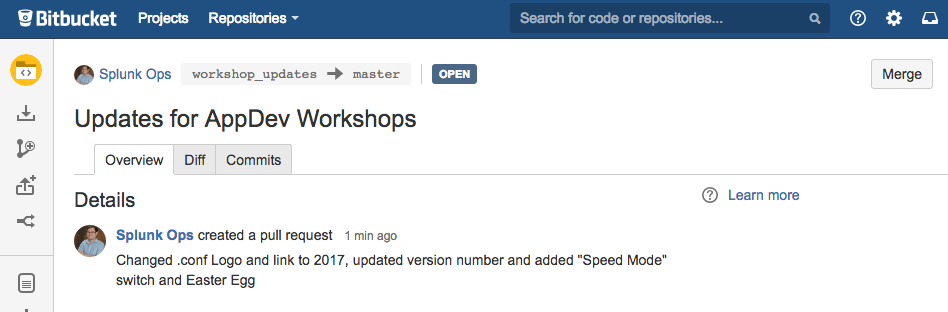 Bitbucket Projects Repositories Search for code or repositories...
Splunk Ops workshop_updates → master OPEN Merge
Updates for AppDev Workshops
Overview Diff Commits
Details Learn more
Splunk Ops created a pull request 1 min ago
Changed .conf Logo and link to 2017, updated version number and added "Speed Mode"
switch and Easter Egg